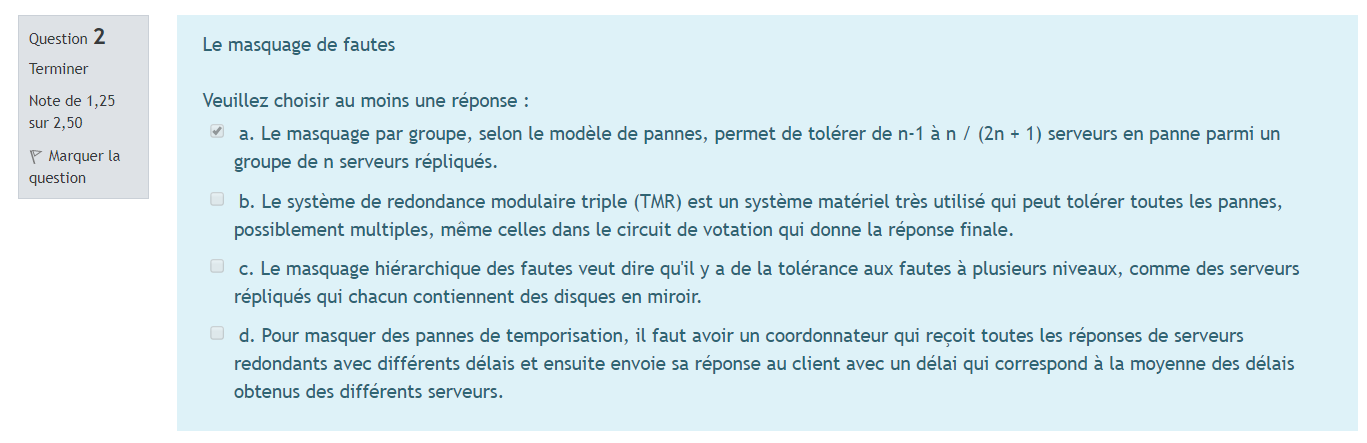 Question 2
Terminer
Note de 1,25
sur 2,50
Marquer la
question
Le masquage de fautes
Veuillez choisir au moins une réponse :
a. Le masquage par groupe, selon le modèle de pannes, permet de tolérer de n-1 à n / (2n + 1) serveurs en panne parmi un
groupe de n serveurs répliqués.
b. Le système de redondance modulaire triple (TMR) est un système matériel très utilisé qui peut tolérer toutes les pannes,
possiblement multiples, même celles dans le circuit de votation qui donne la réponse finale.
c. Le masquage hiérarchique des fautes veut dire qu'il y a de la tolérance aux fautes à plusieurs niveaux, comme des serveurs
répliqués qui chacun contiennent des disques en miroir.
d. Pour masquer des pannes de temporisation, il faut avoir un coordonnateur qui reçoit toutes les réponses de serveurs
redondants avec différents délais et ensuite envoie sa réponse au client avec un délai qui correspond à la moyenne des délais
obtenus des différents serveurs.